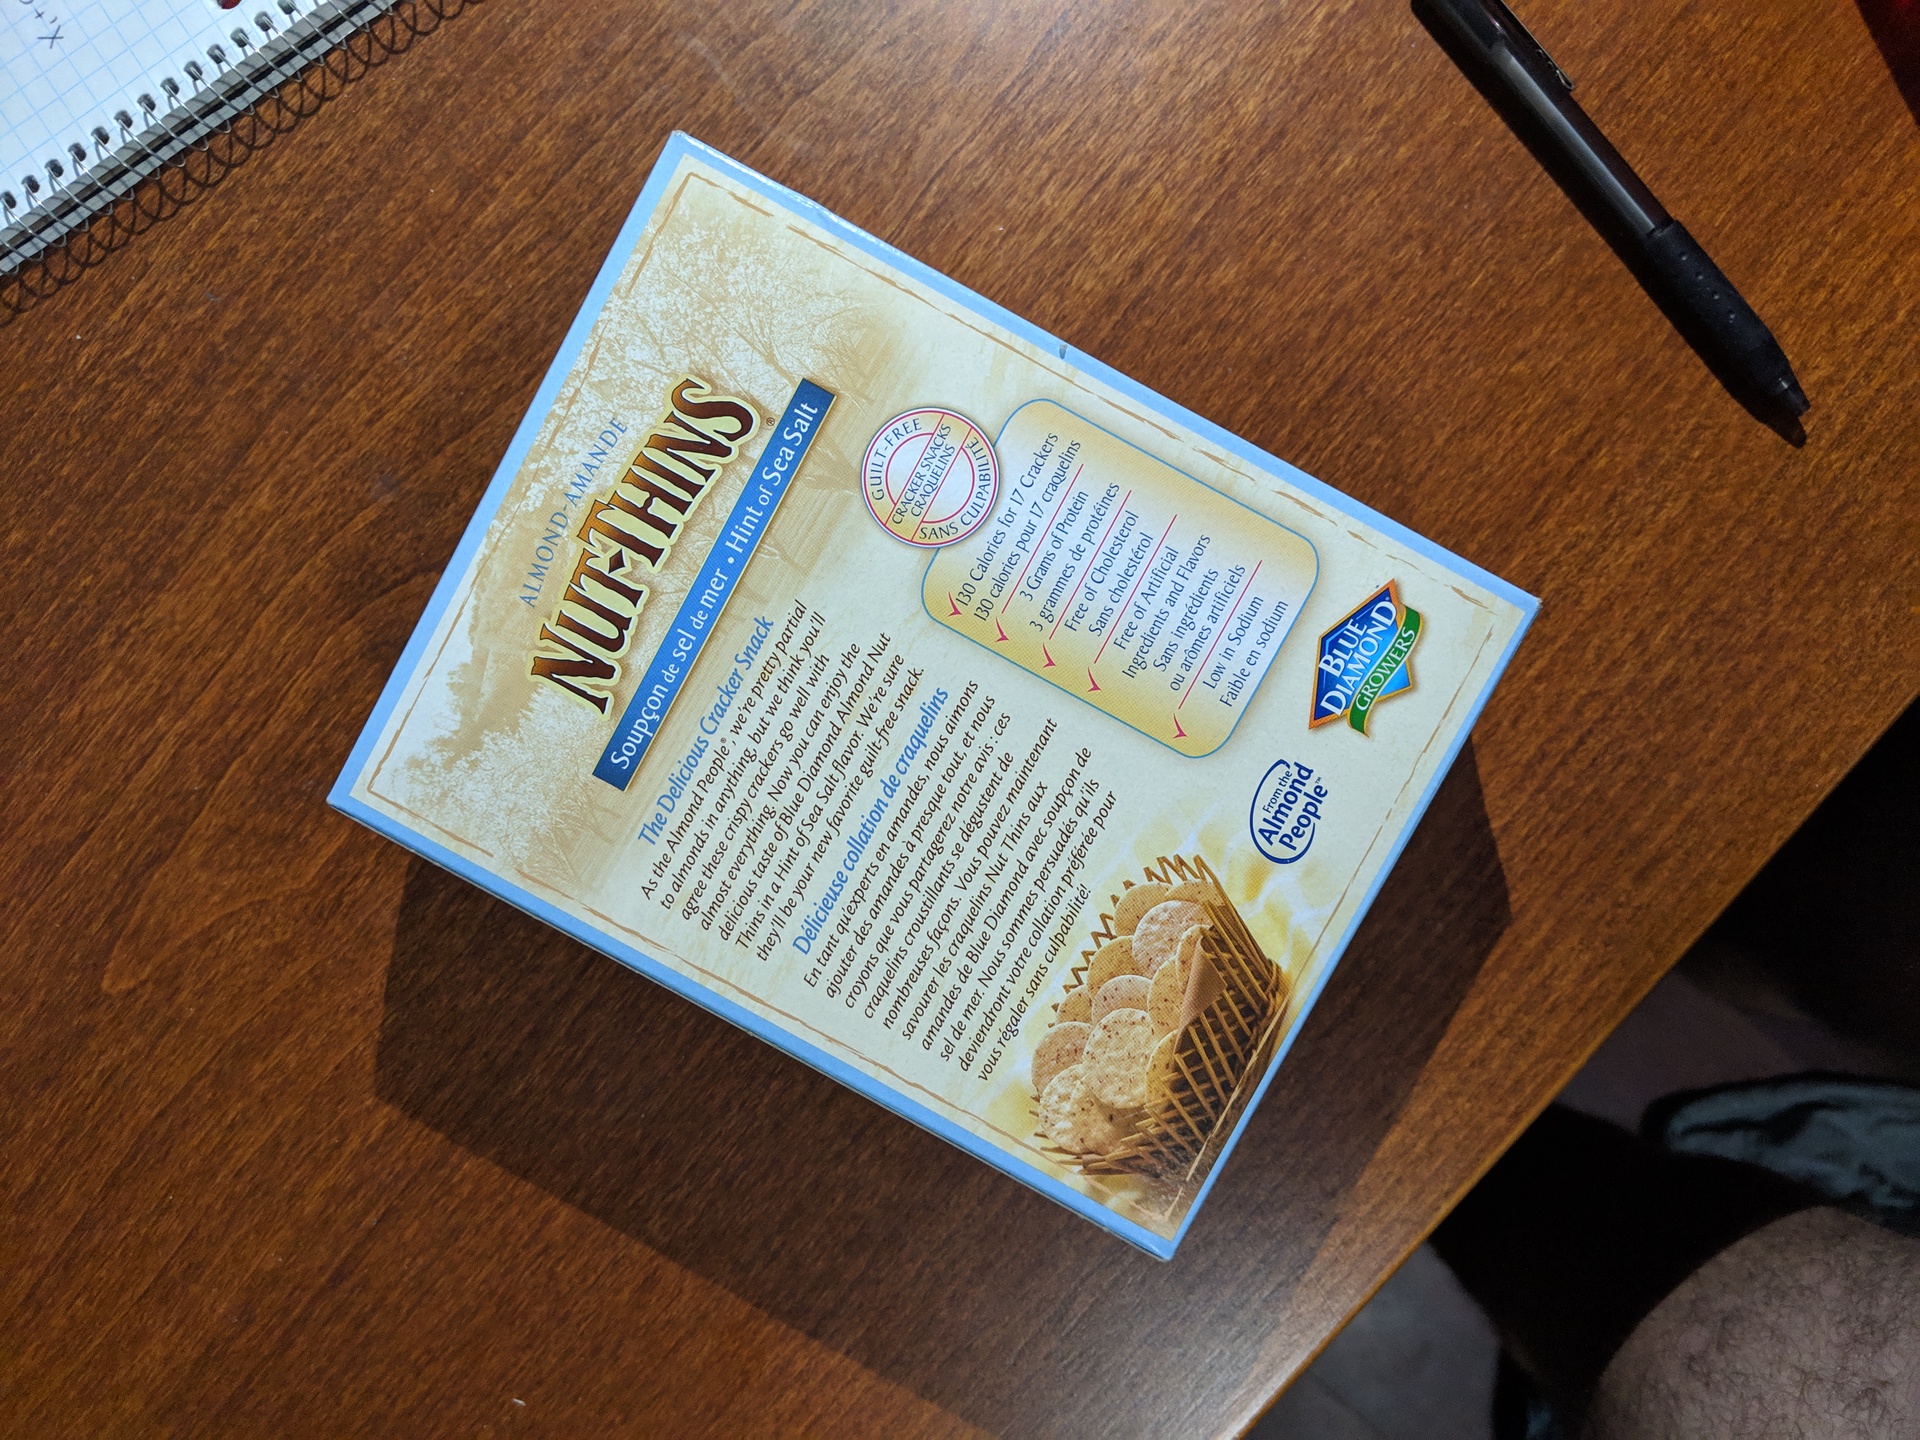 ALMOND-AMANDE
NUT-THINS®
Soupçon de sel de mer • Hint of Sea Salt
The Delicious Cracker Snack
As the Almond People®, we're pretty partial
to almonds in anything, but we think you'll
agree these crispy crackers go well with
almost everything. Now you can enjoy the
delicious taste of Blue Diamond Almond Nut
Thins in a Hint of Sea Salt flavor. We're sure
they'll be your new favorite guilt-free snack.
Délicieuse collation de craquelins
En tant qu'experts en amandes, nous aimons
ajouter des amandes à presque tout, et nous
croyons que vous partagerez notre avis : ces
craquelins croustillants se dégustent de
nombreuses façons. Vous pouvez maintenant
savourer les craquelins Nut Thins aux
amandes de Blue Diamond avec soupçon de
sel de mer. Nous sommes persuadés qu'ils
deviendront votre collation préférée pour
vous régaler sans culpabilité!
GUILT-FREE
CRACKER SNACKS
CRAQUELINS
SANS CULPABILITÉ
130 Calories for 17 Crackers
130 calories pour 17 craquelins
3 Grams of Protein
3 grammes de protéines
Free of Cholesterol
Sans cholestérol
Free of Artificial
Ingredients and Flavors
Sans ingrédients
ou arômes artificiels
Low in Sodium
Faible en sodium
From the
Almond
People™
BLUE
DIAMOND®
GROWERS